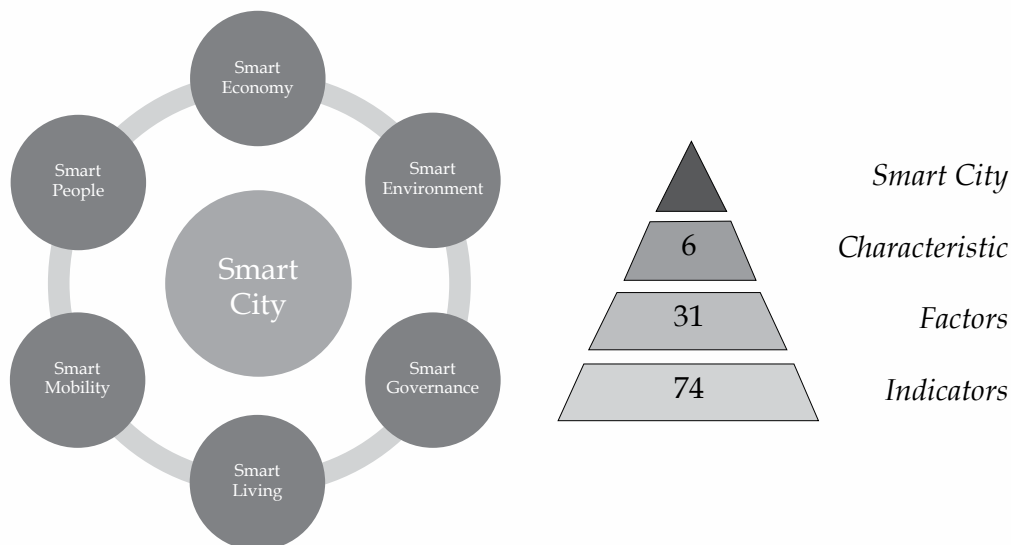 Smart
Economy
Smart
Environment
Smart
Governance
Smart
Living
Smart
Mobility
Smart
People
Smart
City
Smart City
6
Characteristic
31
Factors
74
Indicators